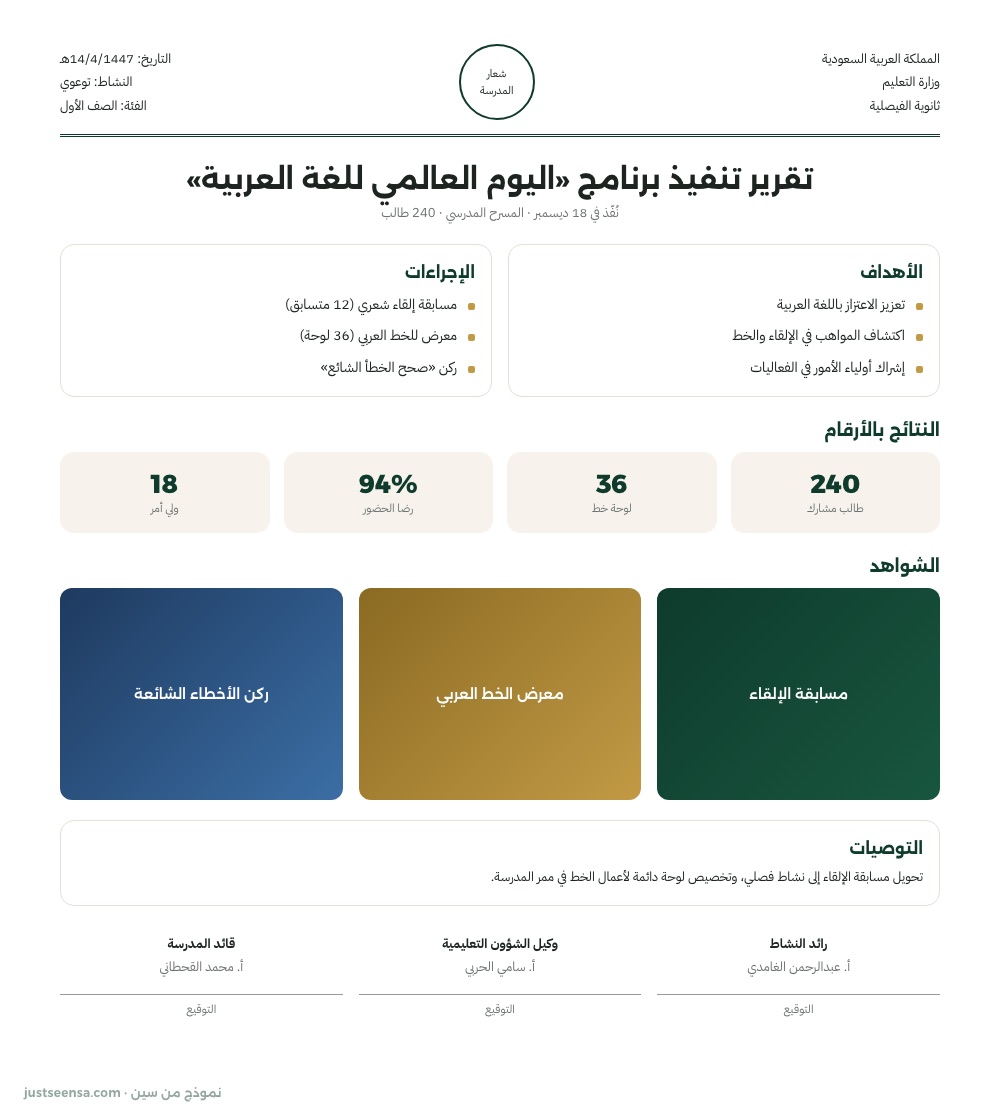 المملكة العربية السعودية
وزارة التعليم
ثانوية الفيصلية
شعار
المدرسة
التاريخ: 14/4/1447هـ
النشاط: توعوي
الفئة: الصف الأول
تقرير تنفيذ برنامج «اليوم العالمي للغة العربية»
نُفّذ في 18 ديسمبر · المسرح المدرسي · 240 طالب
الأهداف
تعزيز الاعتزاز باللغة العربية
اكتشاف المواهب في الإلقاء والخط
إشراك أولياء الأمور في الفعاليات
الإجراءات
مسابقة إلقاء شعري (12 متسابق)
معرض للخط العربي (36 لوحة)
ركن «صحح الخطأ الشائع»
النتائج بالأرقام
240
طالب مشارك
36
لوحة خط
94%
رضا الحضور
18
ولي أمر
الشواهد
مسابقة الإلقاء
معرض الخط العربي
ركن الأخطاء الشائعة
التوصيات
تحويل مسابقة الإلقاء إلى نشاط فصلي، وتخصيص لوحة دائمة لأعمال الخط في ممر المدرسة.
رائد النشاط
أ. عبدالرحمن الغامدي
التوقيع
وكيل الشؤون التعليمية
أ. سامي الحربي
التوقيع
قائد المدرسة
أ. محمد القحطاني
التوقيع
نموذج من سين · justseensa.com